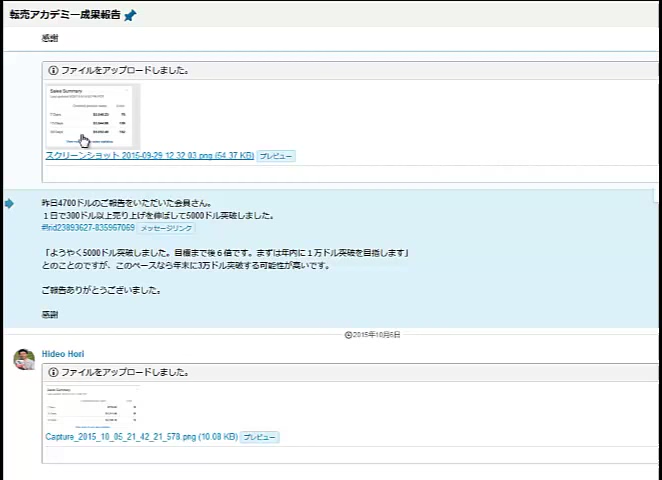 転売アカデミー成果報告
感謝
ファイルをアップロードしました。
Sales Summary
スクリーンショット 2015-09-29 12.32.03.png (54.37 KB) プレビュー
昨日4700ドルのご報告をいただいた会員さん。
1日で300ドル以上売り上げを伸ばして5000ドル突破しました。
#!rid23893627-835967069 メッセージリンク
「ようやく5000ドル突破しました。目標まで後6倍です。まずは年内に1万ドル突破を目指します」
とのことのですが、このペースなら年末に3万ドル突破する可能性が高いです。
ご報告ありがとうございました。
感謝
Hideo Hori
ファイルをアップロードしました。
Sales Summary
Capture_2015_10_05_21_42_21_578.png (10.08 KB) プレビュー